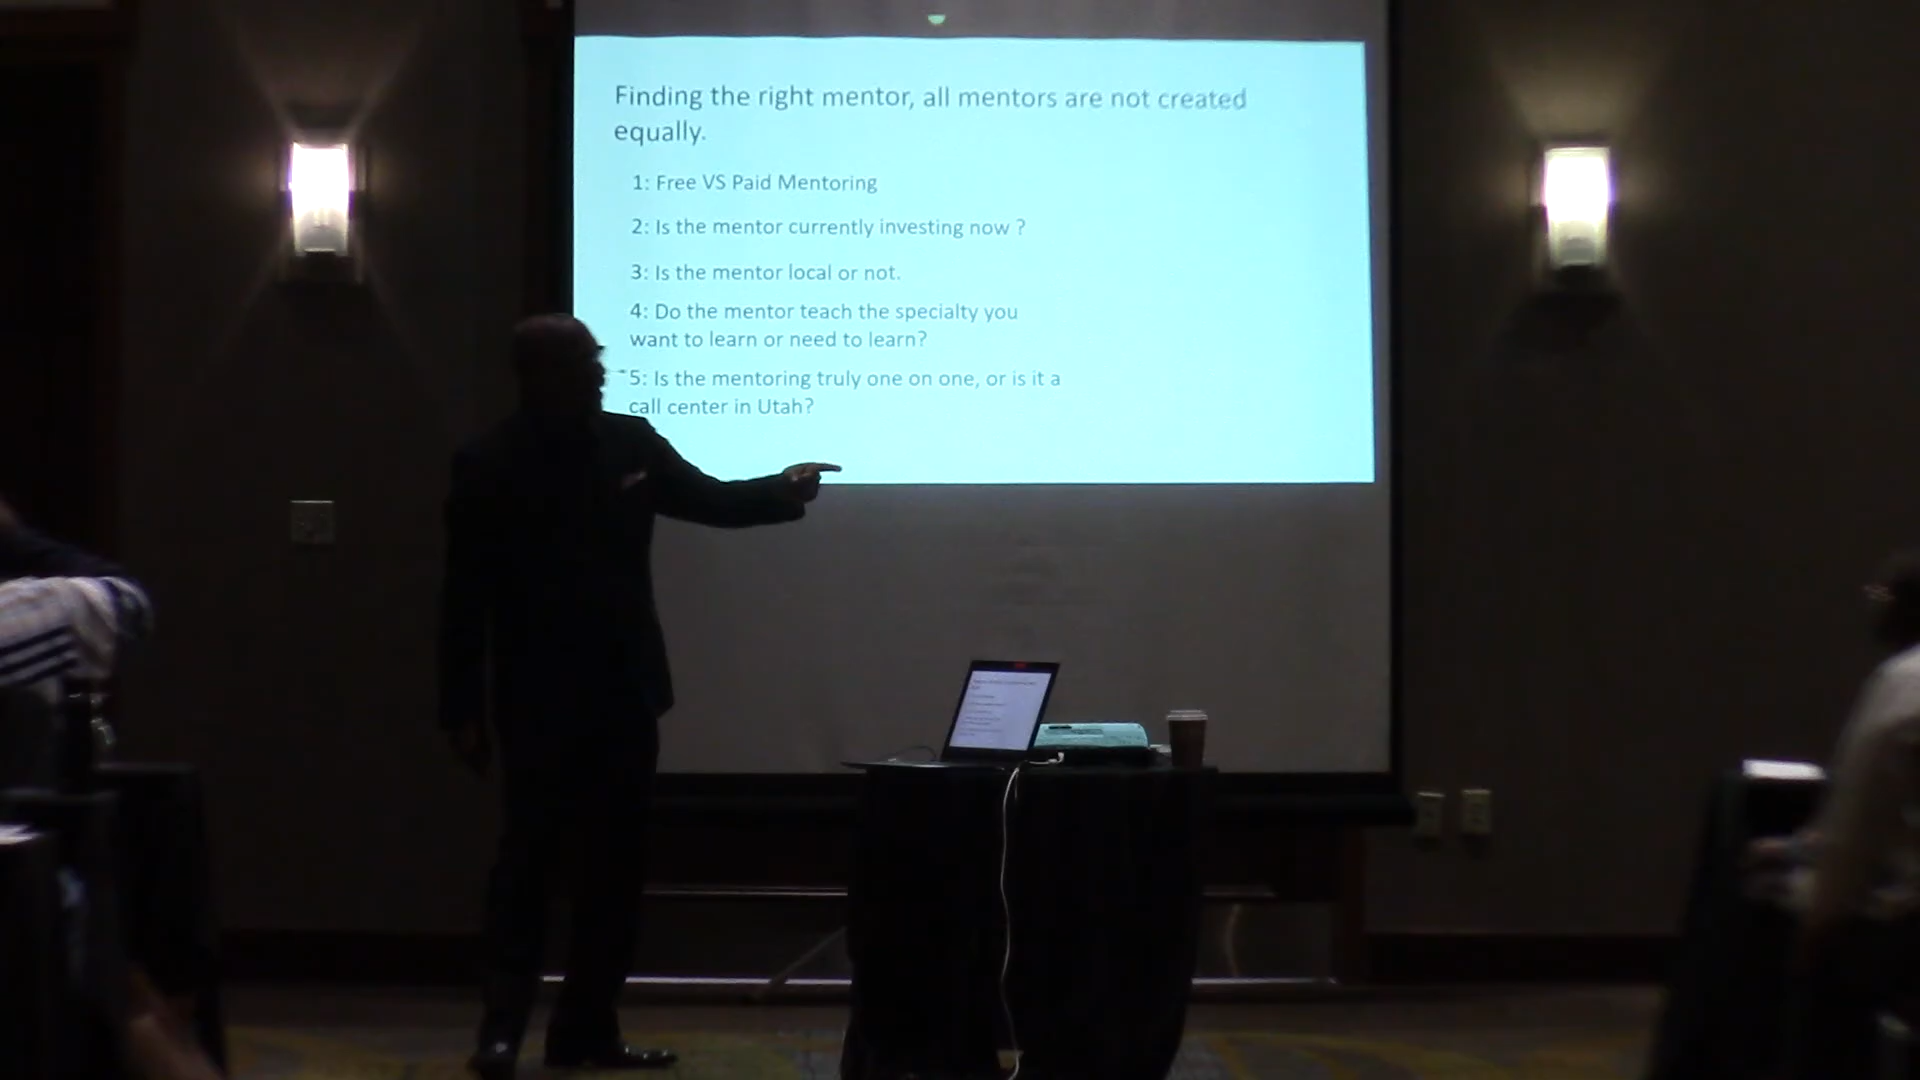 Finding the right mentor, all mentors are not created
equally.
1: Free VS Paid Mentoring
2: Is the mentor currently investing now ?
3: Is the mentor local or not.
4: Do the mentor teach the specialty you
want to learn or need to learn?
5: Is the mentoring truly one on one, or is it a
call center in Utah?